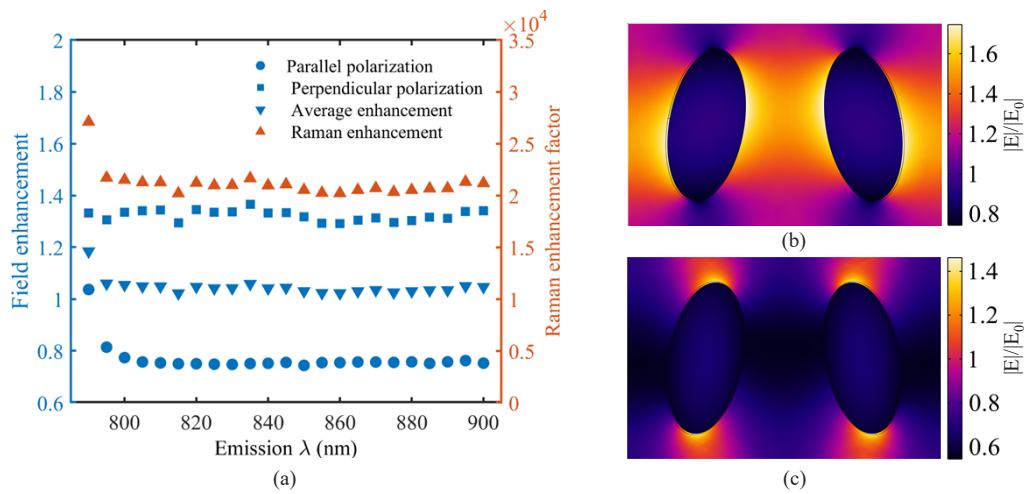 (a)
×10⁴
2
1.8
1.6
1.4
1.2
1
0.8
0.6
Field enhancement
Parallel polarization
Perpendicular polarization
Average enhancement
Raman enhancement
3.5
3
2.5
2
1.5
1
0.5
0
Raman enhancement factor
800 820 840 860 880 900
Emission λ (nm)
1.6
1.4
1.2
1
0.8
|E|/|E₀|
(b)
1.4
1.2
1
0.8
0.6
|E|/|E₀|
(c)